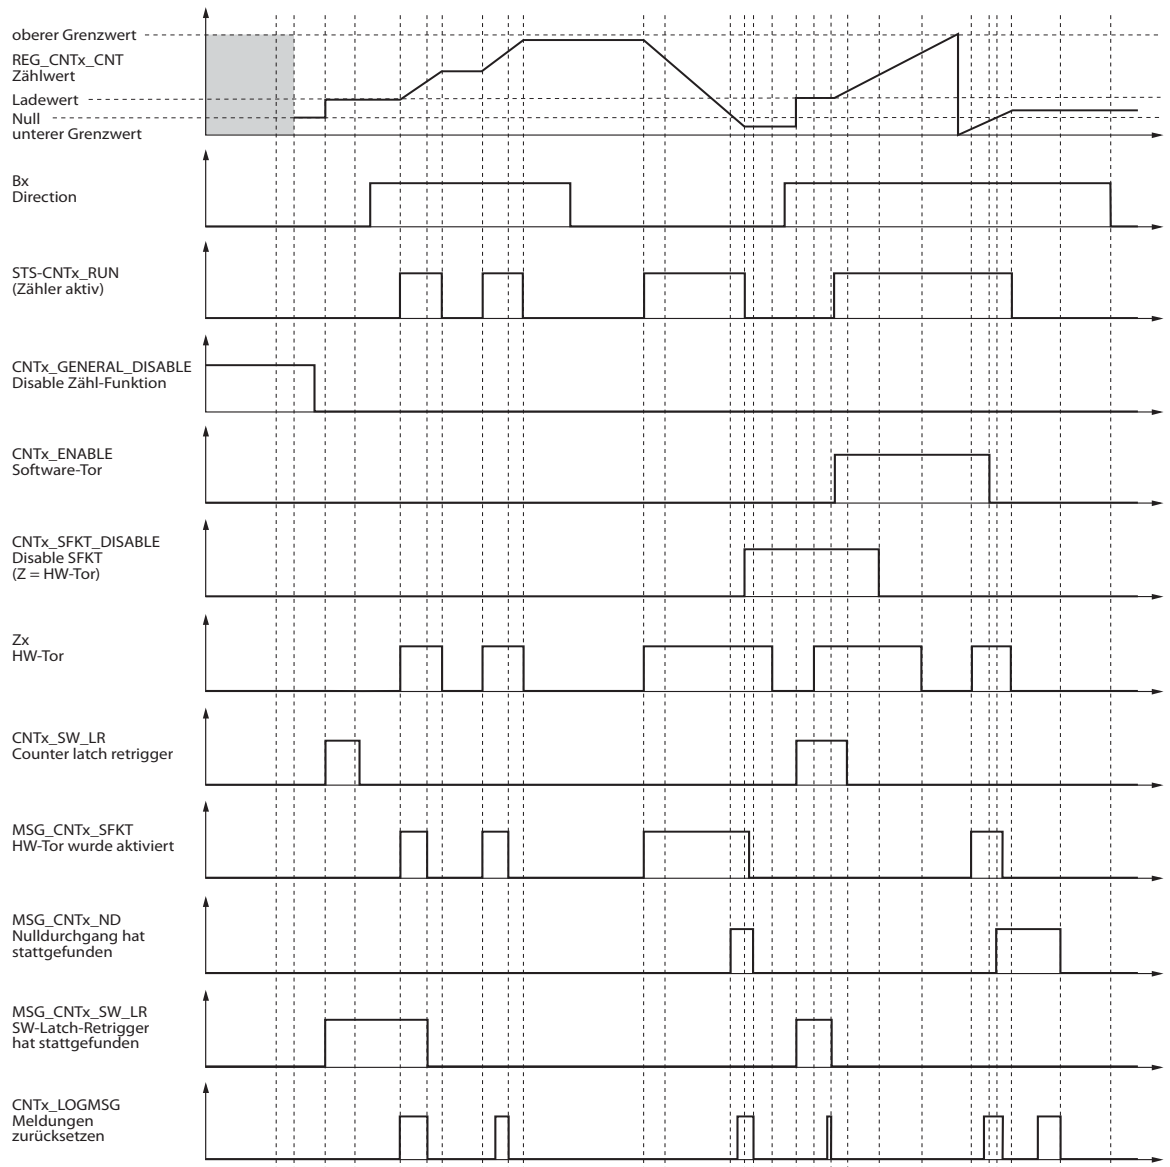 oberer Grenzwert
REG_CNTx_CNT
Zählwert
Ladewert
Null
unterer Grenzwert
Bx
Direction
STS-CNTx_RUN
(Zähler aktiv)
CNTx_GENERAL_DISABLE
Disable Zähl-Funktion
CNTx_ENABLE
Software-Tor
CNTx_SFKT_DISABLE
Disable SFKT
(Z = HW-Tor)
Zx
HW-Tor
CNTx_SW_LR
Counter latch retrigger
MSG_CNTx_SFKT
HW-Tor wurde aktiviert
MSG_CNTx_ND
Nulldurchgang hat
stattgefunden
MSG_CNTx_SW_LR
SW-Latch-Retrigger
hat stattgefunden
CNTx_LOGMSG
Meldungen
zurücksetzen